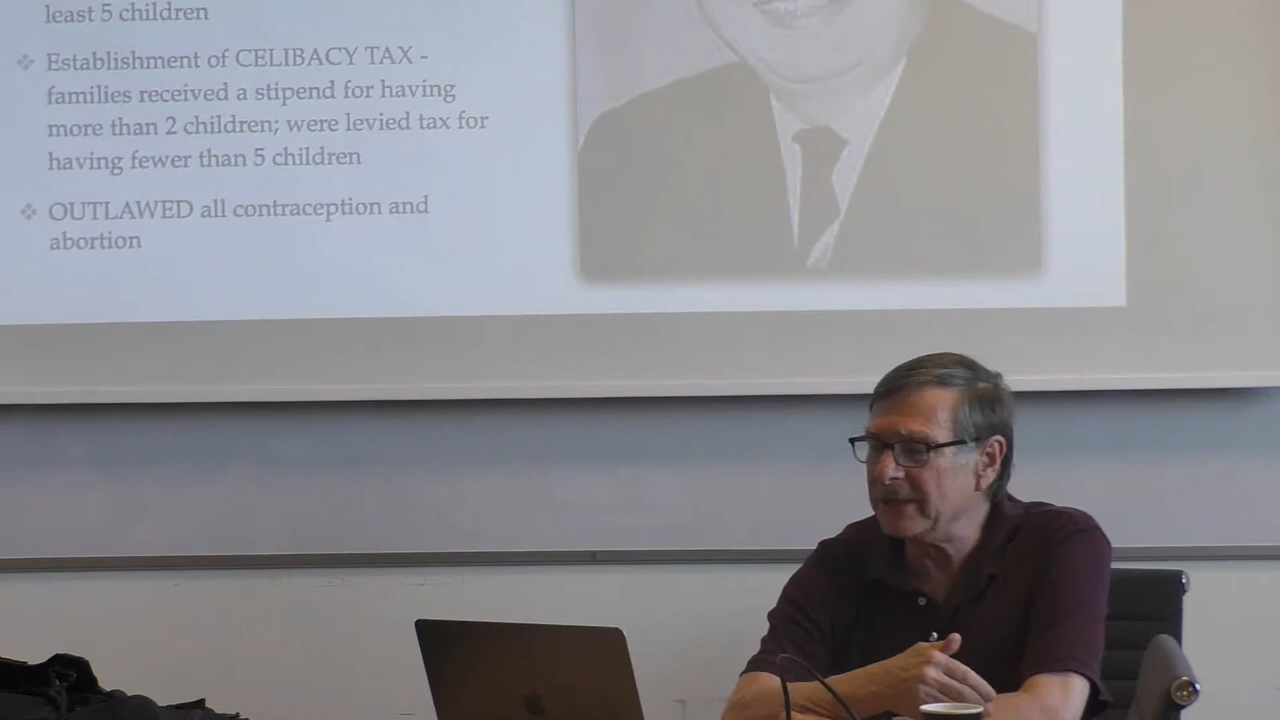 least 5 children
Establishment of CELIBACY TAX -
families received a stipend for having
more than 2 children; were levied tax for
having fewer than 5 children
OUTLAWED all contraception and
abortion